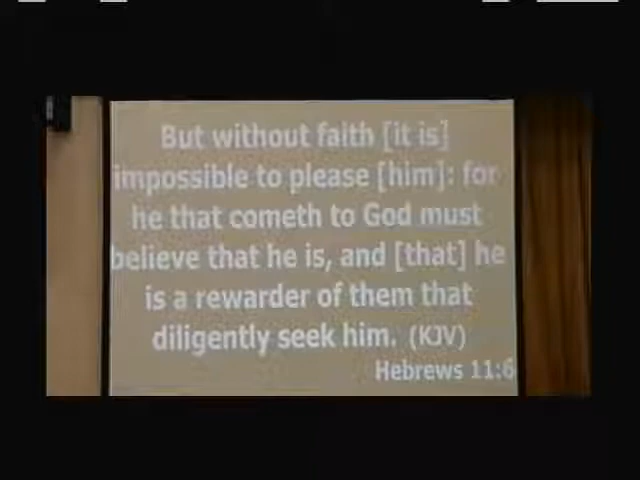 But without faith [it is]
impossible to please [him]: for
he that cometh to God must
believe that he is, and [that] he
is a rewarder of them that
diligently seek him. (KJV)
Hebrews 11:6